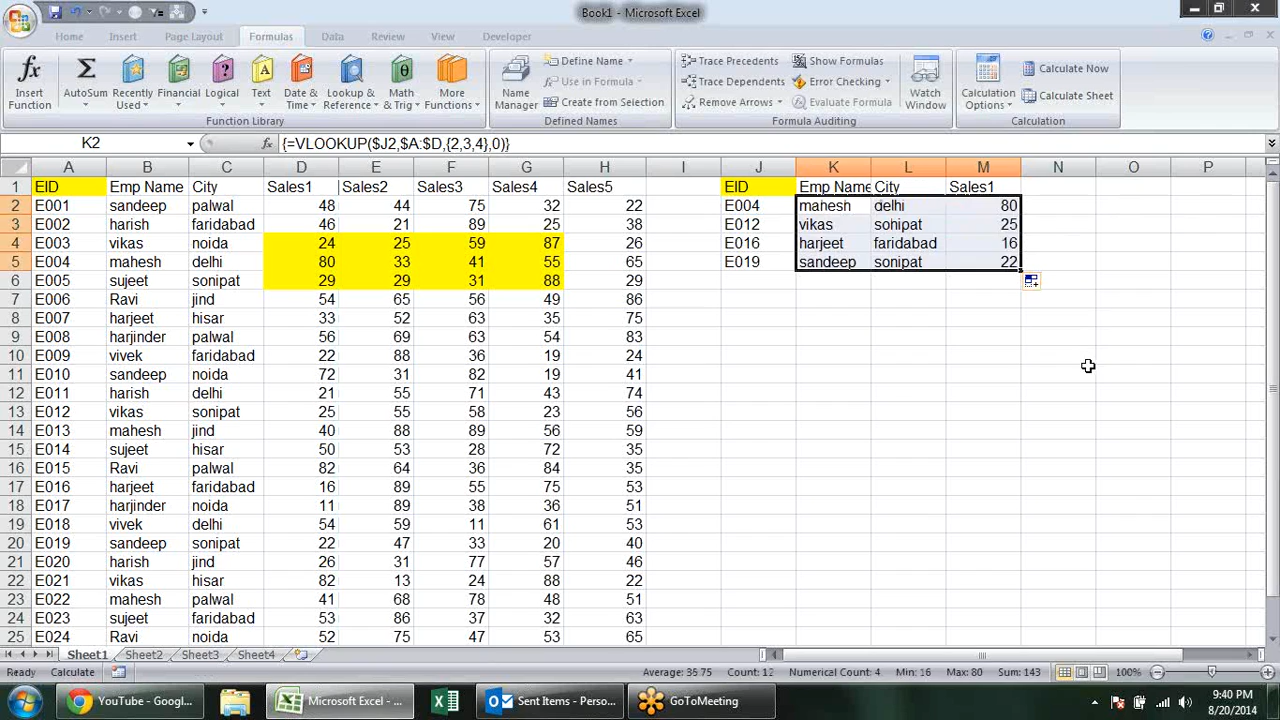 Book1 - Microsoft Excel
Home Insert Page Layout Formulas Data Review View Developer
Insert Function
AutoSum
Recently Used
Financial
Logical
Text
Date & Time
Lookup & Reference
Math & Trig
More Functions
Function Library
Name Manager
Define Name
Use in Formula
Create from Selection
Defined Names
Trace Precedents
Trace Dependents
Remove Arrows
Show Formulas
Error Checking
Evaluate Formula
Formula Auditing
Watch Window
Calculation Options
Calculate Now
Calculate Sheet
Calculation
K2 fx {=VLOOKUP($J2,$A:$D,{2,3,4},0)}
A B C D E F G H I J K L M N O P
1 EID Emp Name City Sales1 Sales2 Sales3 Sales4 Sales5 EID Emp Name City Sales1
2 E001 sandeep palwal 48 44 75 32 22 E004 mahesh delhi 80
3 E002 harish faridabad 46 21 89 25 38 E012 vikas sonipat 25
4 E003 vikas noida 24 25 59 87 26 E016 harjeet faridabad 16
5 E004 mahesh delhi 80 33 41 55 65 E019 sandeep sonipat 22
6 E005 sujeet sonipat 29 29 31 88 29
7 E006 Ravi jind 54 65 56 49 86
8 E007 harjeet hisar 33 52 63 35 75
9 E008 harjinder palwal 56 69 63 54 83
10 E009 vivek faridabad 22 88 36 19 24
11 E010 sandeep noida 72 31 82 19 41
12 E011 harish delhi 21 55 71 43 74
13 E012 vikas sonipat 25 55 58 23 56
14 E013 mahesh jind 40 88 89 56 59
15 E014 sujeet hisar 50 53 28 72 35
16 E015 Ravi palwal 82 64 36 84 35
17 E016 harjeet faridabad 16 89 55 75 53
18 E017 harjinder noida 11 89 38 36 51
19 E018 vivek delhi 54 59 11 61 53
20 E019 sandeep sonipat 22 47 33 20 40
21 E020 harish jind 26 31 77 57 46
22 E021 vikas hisar 82 13 24 88 22
23 E022 mahesh palwal 41 68 78 48 51
24 E023 sujeet faridabad 53 86 37 32 63
25 E024 Ravi noida 52 75 47 53 65
Sheet1 Sheet2 Sheet3 Sheet4
Ready Calculate Average: 35.75 Count: 12 Numerical Count: 4 Min: 16 Max: 80 Sum: 143 100%
YouTube - Googl... Microsoft Excel - ... Sent Items - Perso... GoToMeeting
9:40 PM
8/20/2014